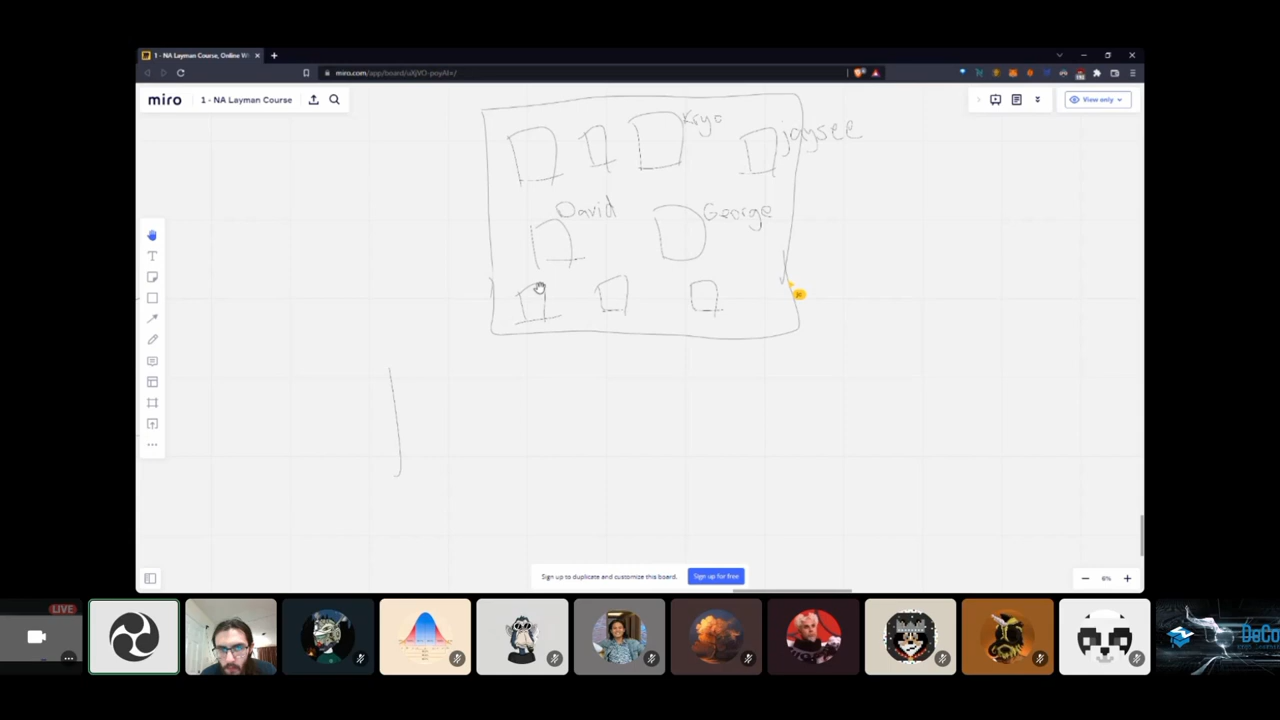 1 - NA Layman Course, Online W
miro.com/app/board/uXjVO-poyAI=/
miro
1 - NA Layman Course
View only
Kryo
jaysee
David
George
Sign up to duplicate and customize this board.
Sign up for free
6%
LIVE
DeCo